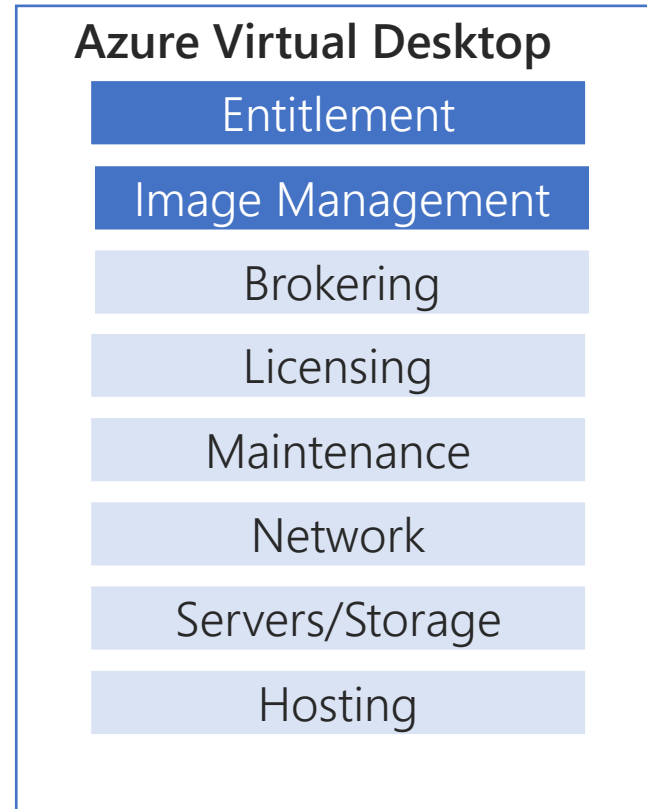 Azure Virtual Desktop
Entitlement
Image Management
Brokering
Licensing
Maintenance
Network
Servers/Storage
Hosting